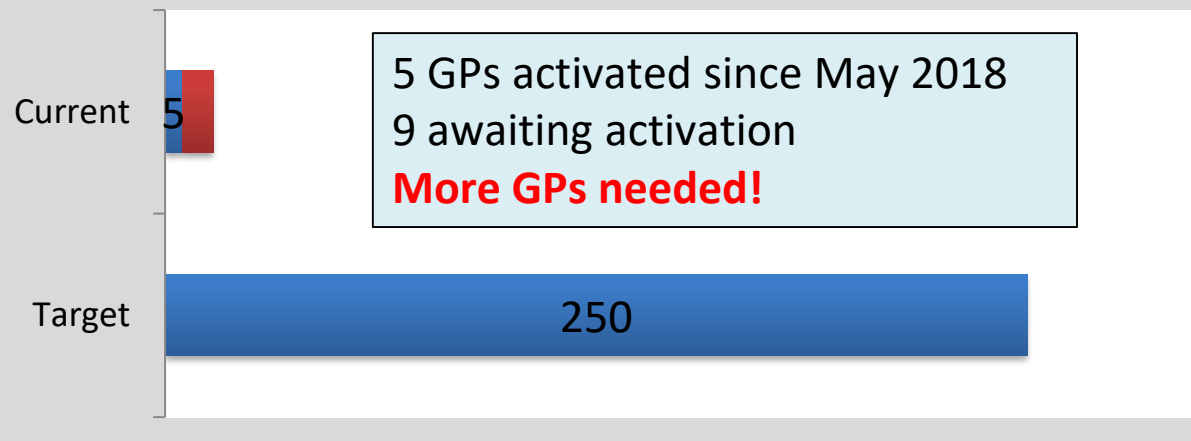 Current
5
5 GPs activated since May 2018
9 awaiting activation
More GPs needed!
Target
250